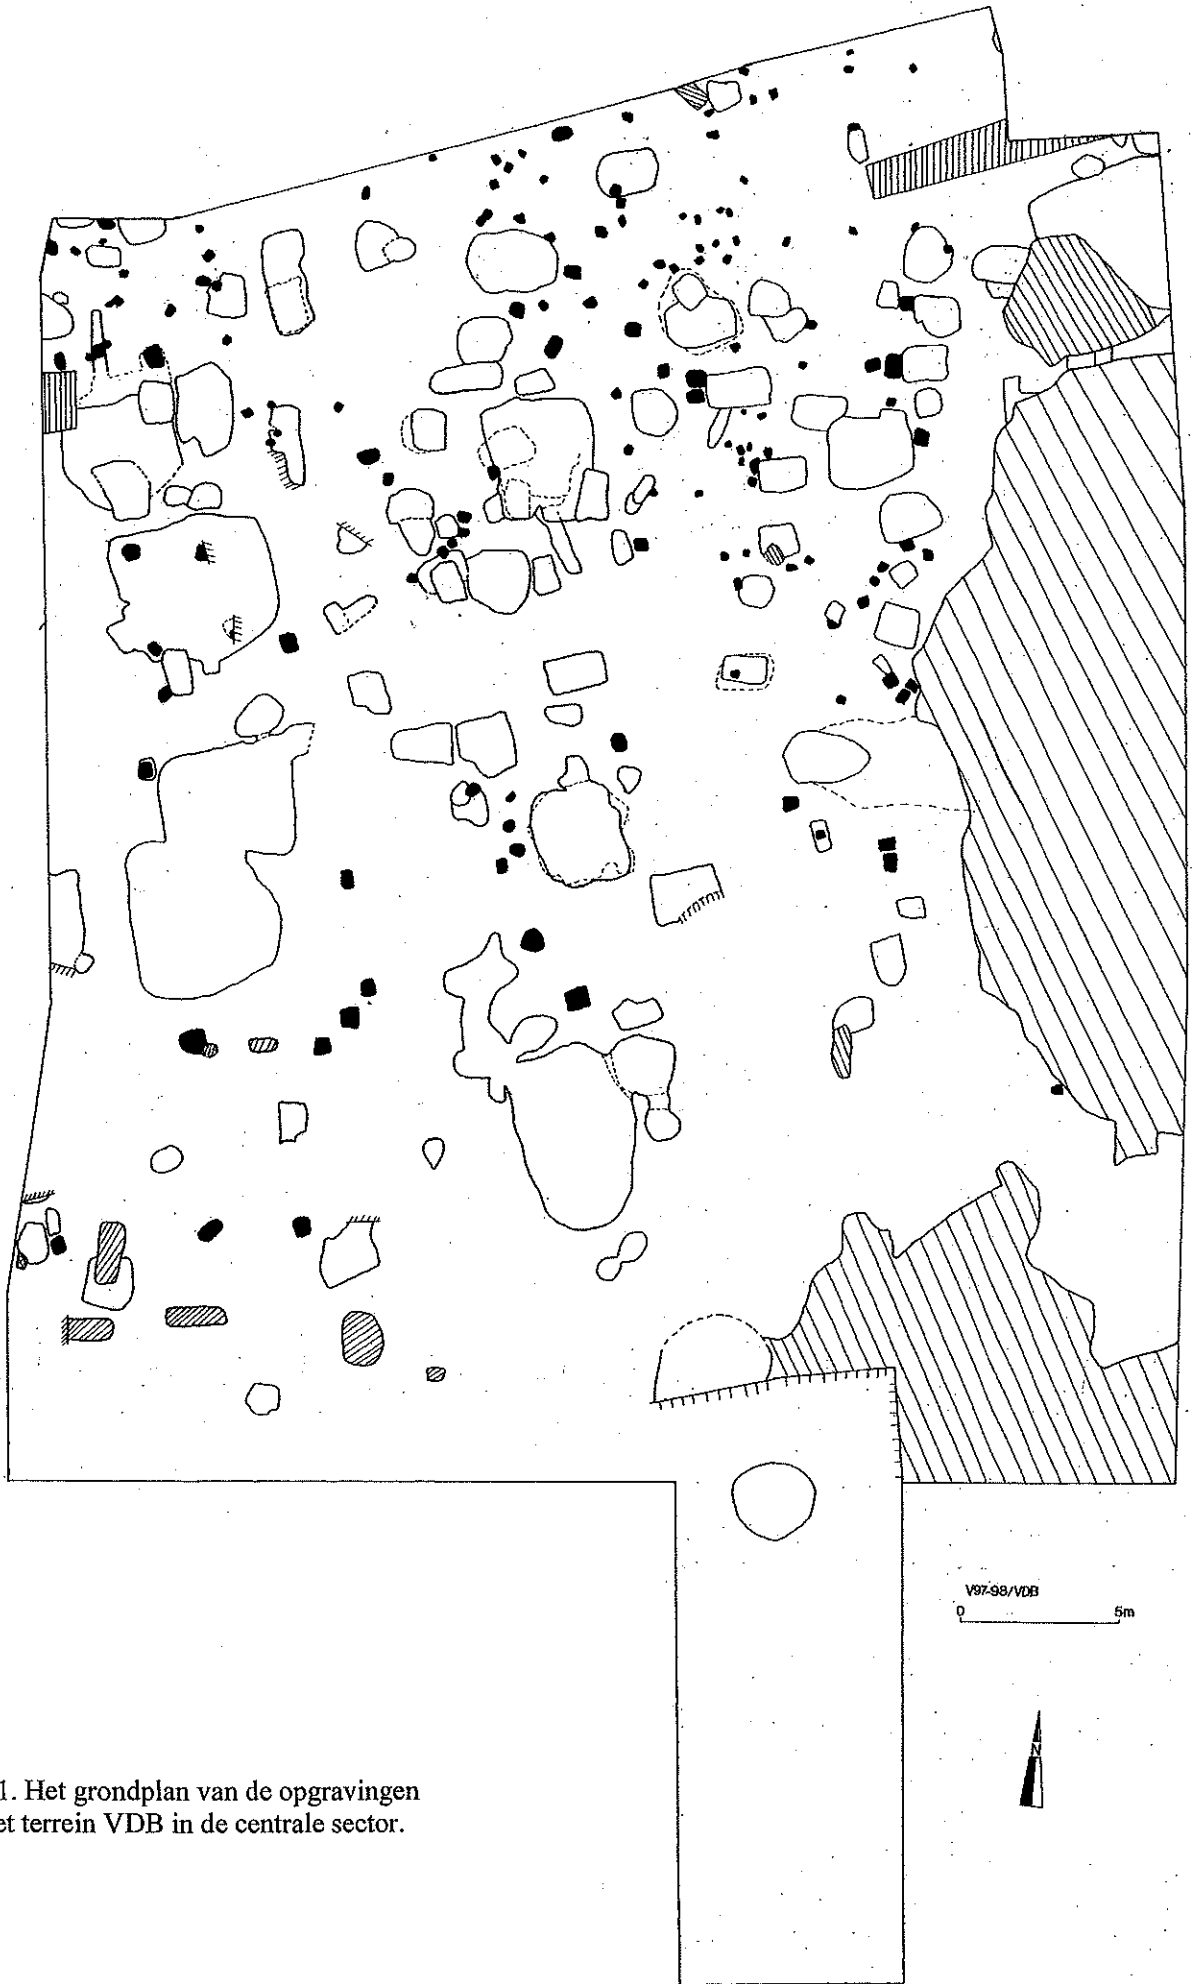 V97-98/VDB
0 5m
N
1. Het grondplan van de opgravingen
et terrein VDB in de centrale sector.